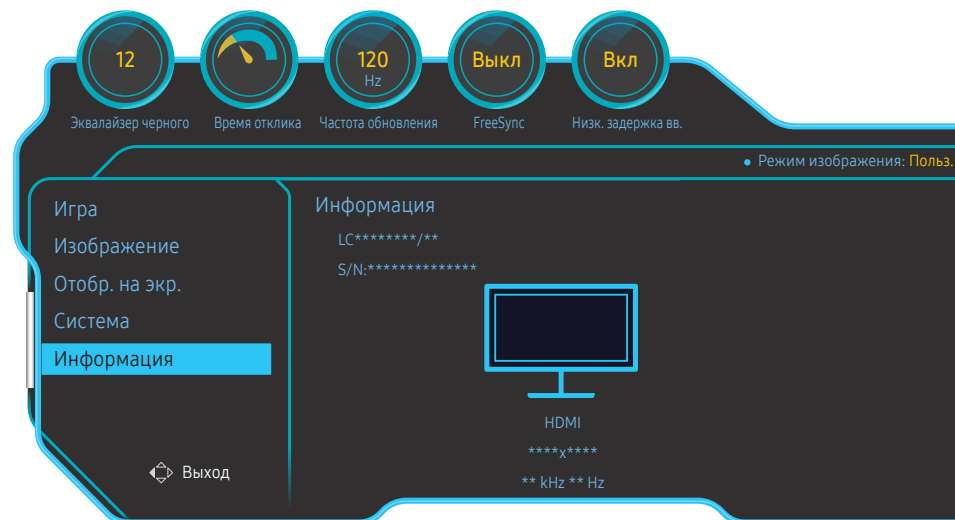 12
120
Hz
Выкл
Вкл
Эквалайзер черного
Время отклика
Частота обновления
FreeSync
Низк. задержка вв.
Режим изображения: Польз.
Игра
Изображение
Отобр. на экр.
Система
Информация
Выход
Информация
LC********/**
S/N:**************
HDMI
****x****
** kHz ** Hz